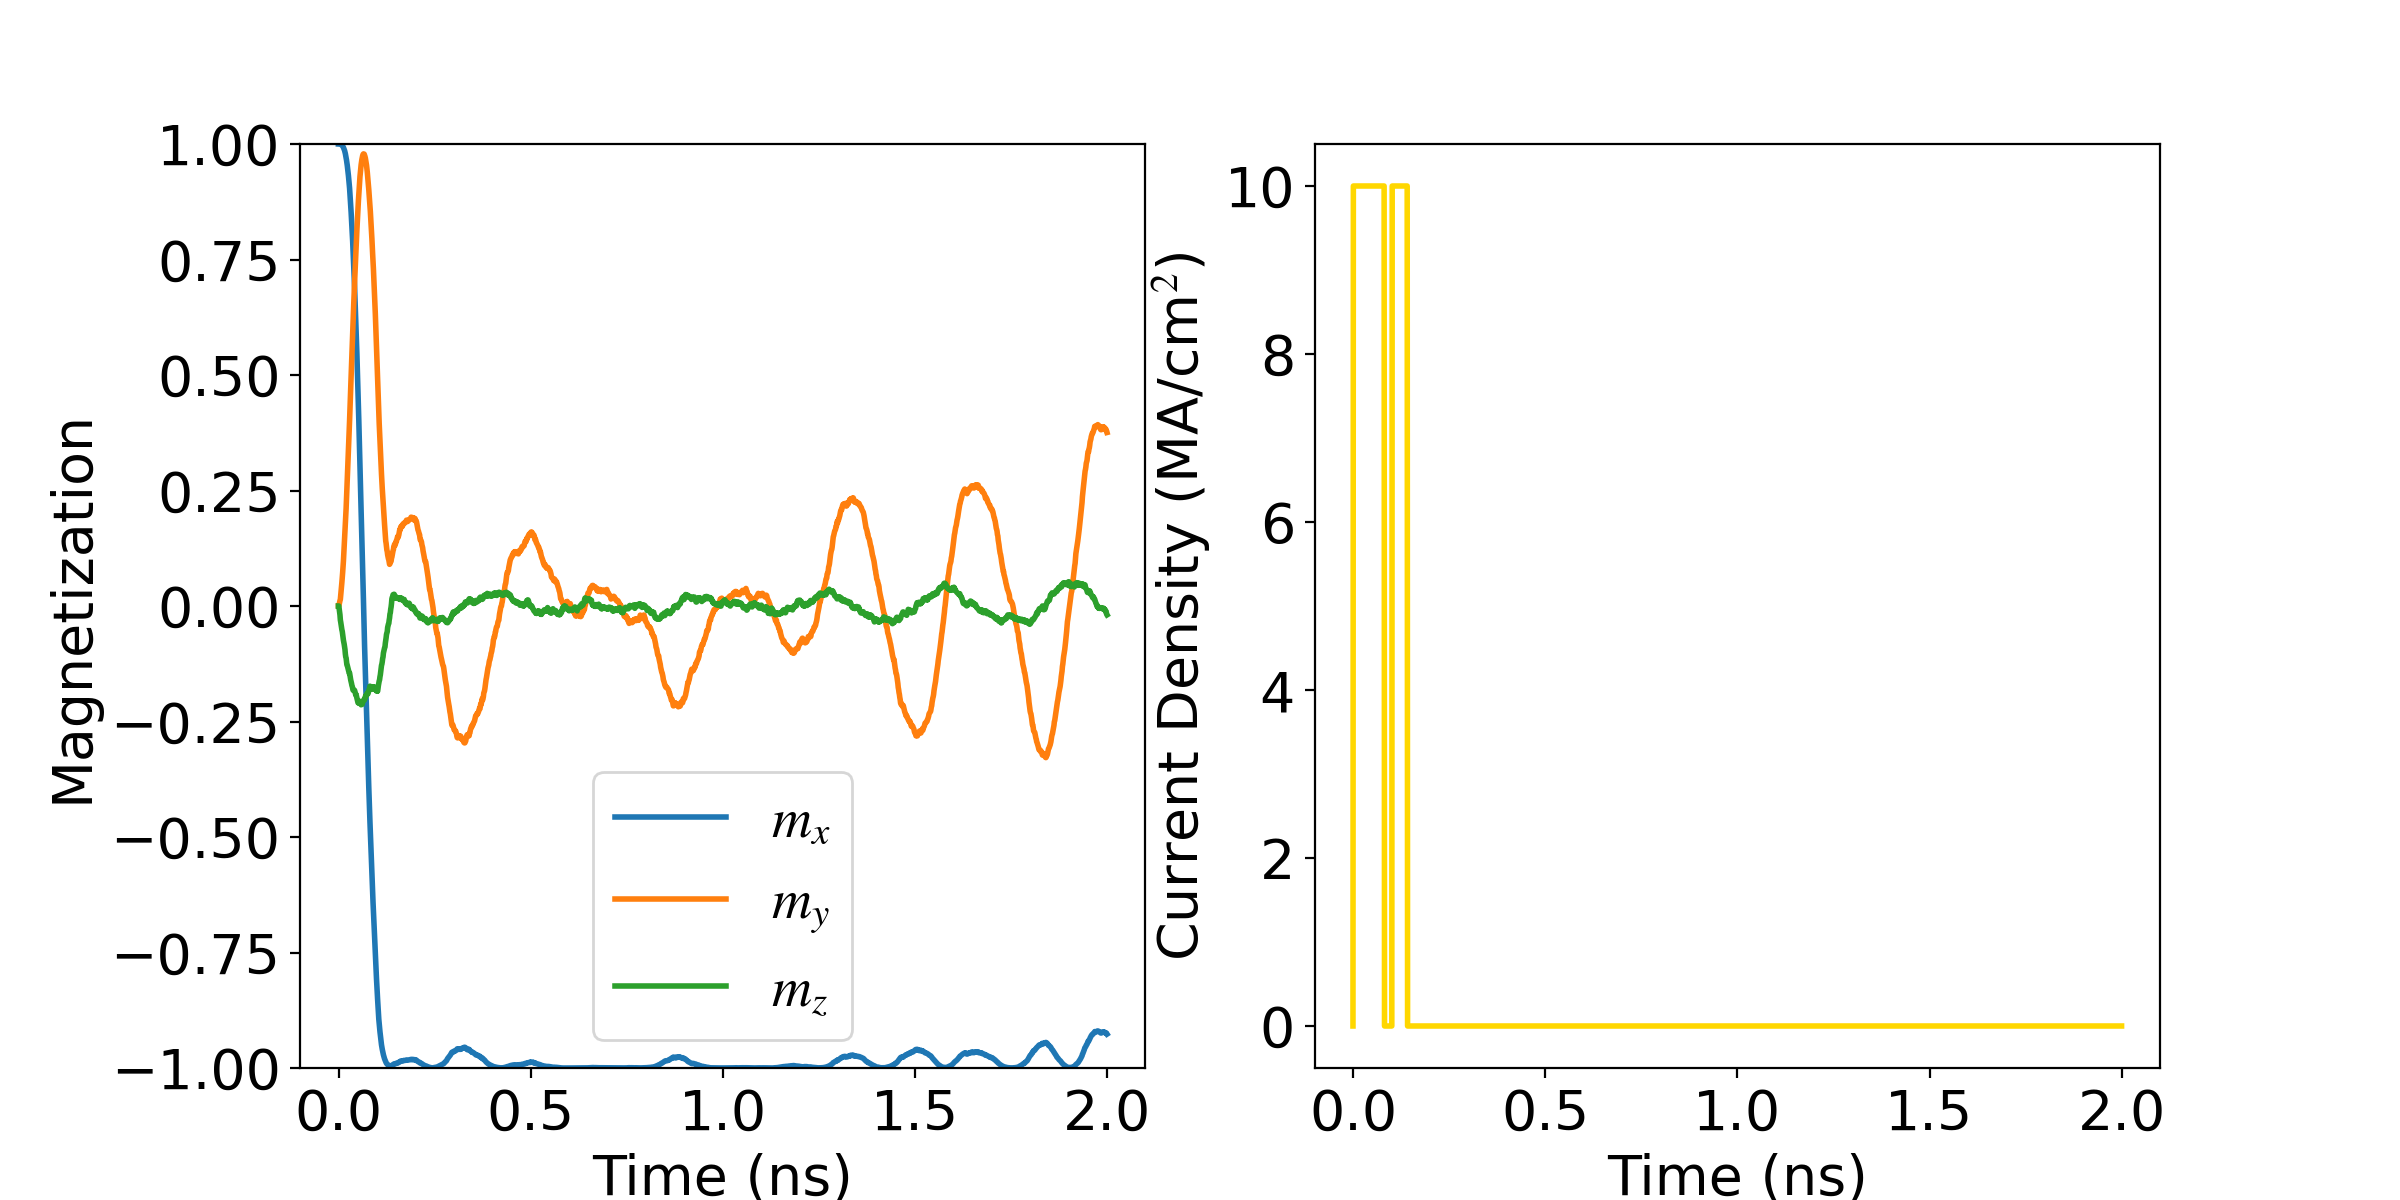 Magnetization
1.00
0.75
0.50
0.25
0.00
−0.25
−0.50
−0.75
−1.00
0.0 0.5 1.0 1.5 2.0
Time (ns)
m_x
m_y
m_z
Current Density (MA/cm²)
10
8
6
4
2
0
0.0 0.5 1.0 1.5 2.0
Time (ns)